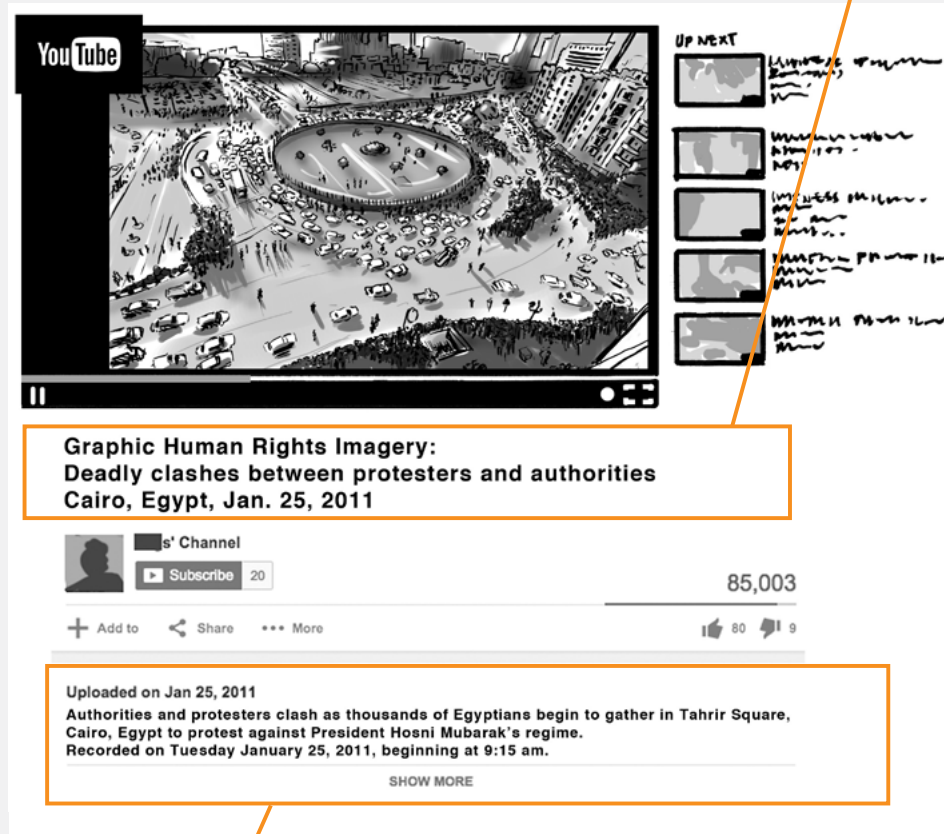 YouTube
UP NEXT
Graphic Human Rights Imagery:
Deadly clashes between protesters and authorities
Cairo, Egypt, Jan. 25, 2011
s' Channel
Subscribe 20
85,003
Add to Share More
80 9
Uploaded on Jan 25, 2011
Authorities and protesters clash as thousands of Egyptians begin to gather in Tahrir Square,
Cairo, Egypt to protest against President Hosni Mubarak's regime.
Recorded on Tuesday January 25, 2011, beginning at 9:15 am.
SHOW MORE